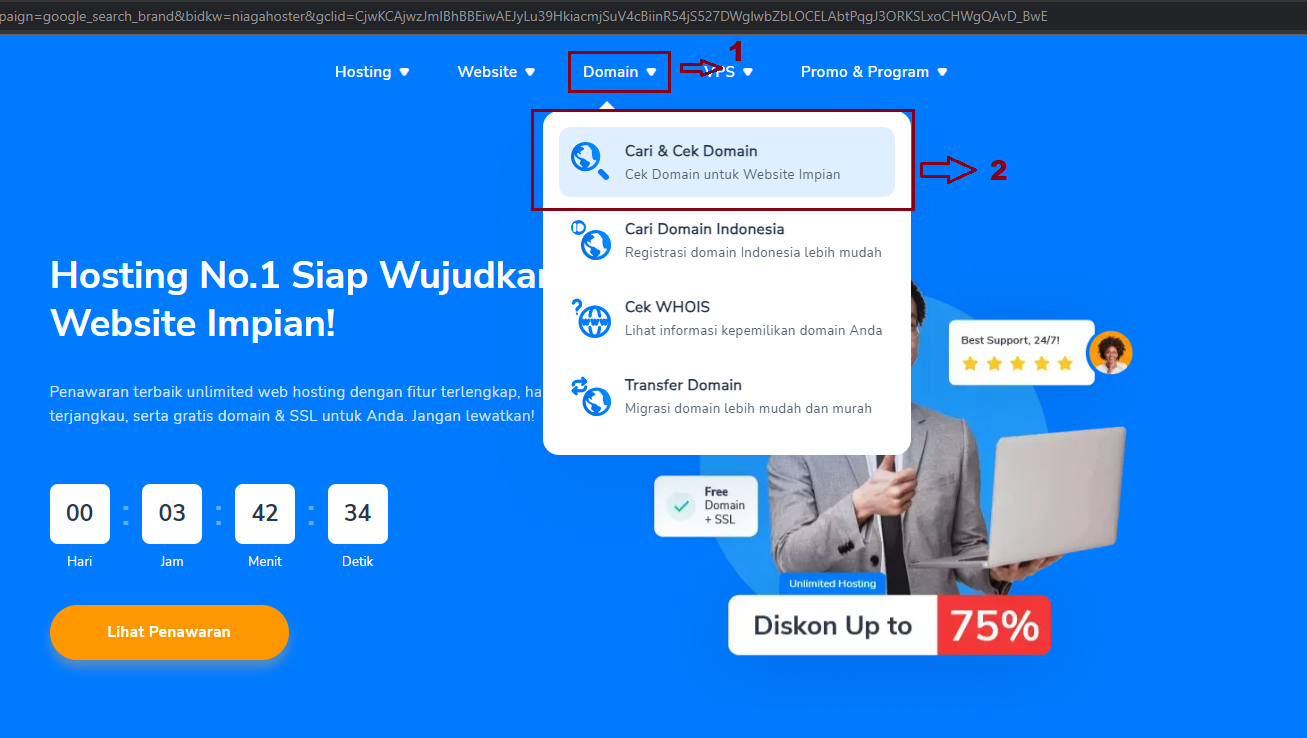 paign=google_search_brand&bidkw=niagahoster&gclid=CjwKCAjwzJmlBhBBEiwAEJyLu39HkiacmjSuV4cBiinR54jS527DWglwbZbLOCELAbtPqgJ3ORKSLxoCHWgQAvD_BwE
Hosting
Website
Domain
1
VPS
Promo & Program
Cari & Cek Domain
Cek Domain untuk Website Impian
2
Cari Domain Indonesia
Registrasi domain Indonesia lebih mudah
Cek WHOIS
Lihat informasi kepemilikan domain Anda
Transfer Domain
Migrasi domain lebih mudah dan murah
Hosting No.1 Siap Wujudkan
Website Impian!
Penawaran terbaik unlimited web hosting dengan fitur terlengkap, ha
terjangkau, serta gratis domain & SSL untuk Anda. Jangan lewatkan!
00 : 03 : 42 : 34
Hari Jam Menit Detik
Lihat Penawaran
Best Support, 24/7!
Free
Domain
+ SSL
Unlimited Hosting
Diskon Up to 75%